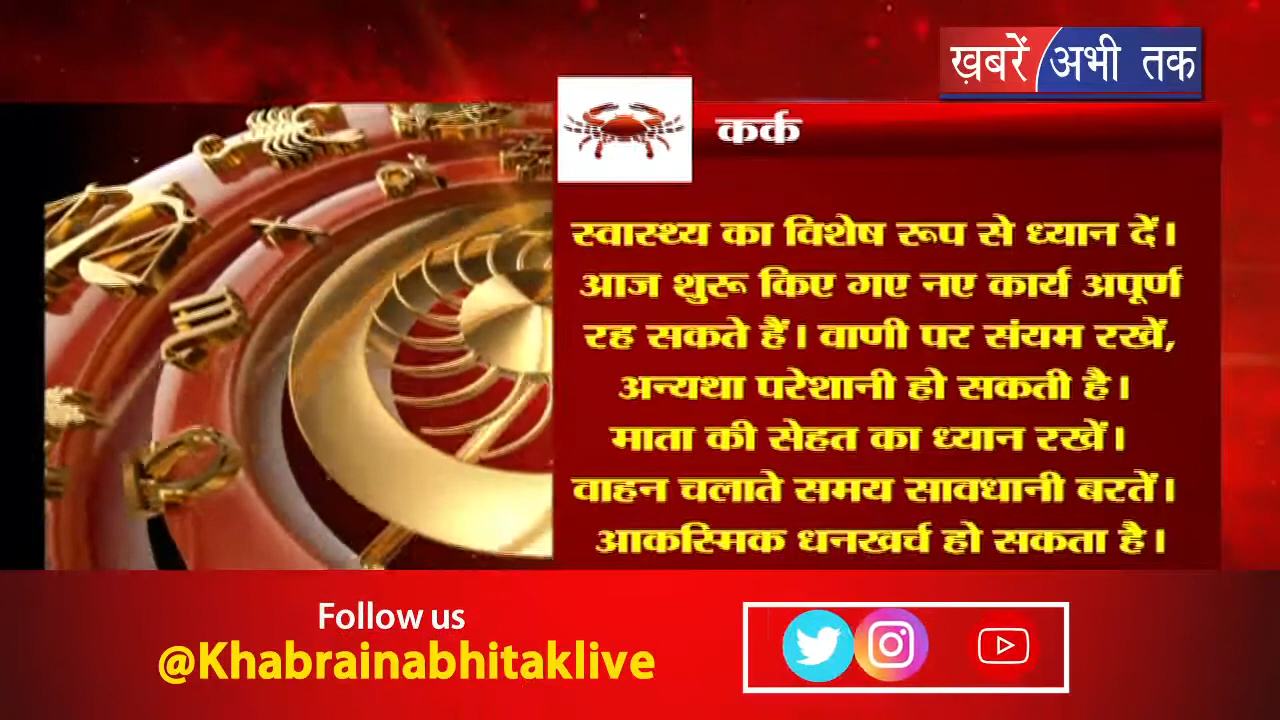 ख़बरें अभी तक
कर्क
स्वास्थ्य का विशेष रूप से ध्यान दें।
आज शुरू किए गए नए कार्य अपूर्ण
रह सकते हैं। वाणी पर संयम रखें,
अन्यथा परेशानी हो सकती है।
माता की सेहत का ध्यान रखें।
वाहन चलाते समय सावधानी बरतें।
आकस्मिक धनखर्च हो सकता है।
Follow us
@Khabrainabhitaklive